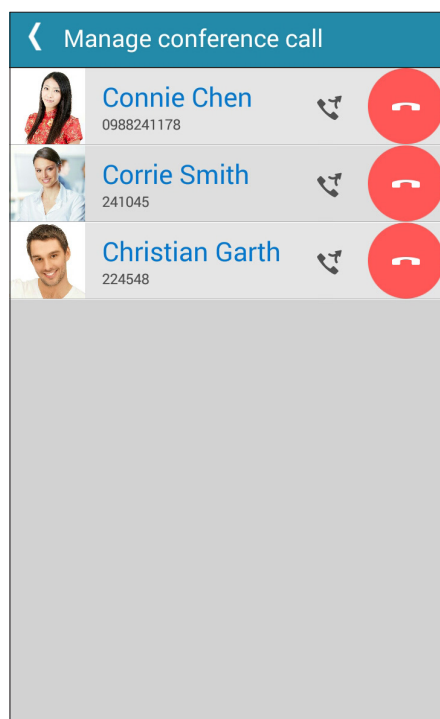 Manage conference call
Connie Chen
0988241178
Corrie Smith
241045
Christian Garth
224548